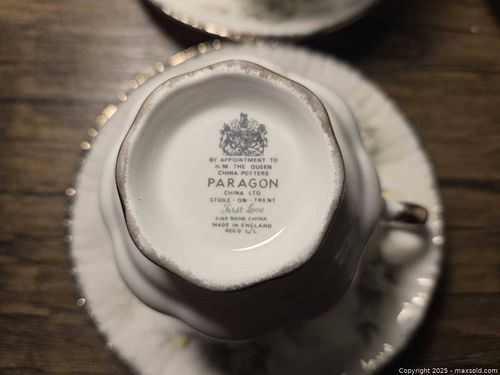 BY APPOINTMENT TO
H.M. THE QUEEN
CHINA POTTERS
PARAGON
CHINA LTD.
STOKE-ON-TRENT
First Love
FINE BONE CHINA
MADE IN ENGLAND
REG'D
Copyright 2025 - maxsold.com